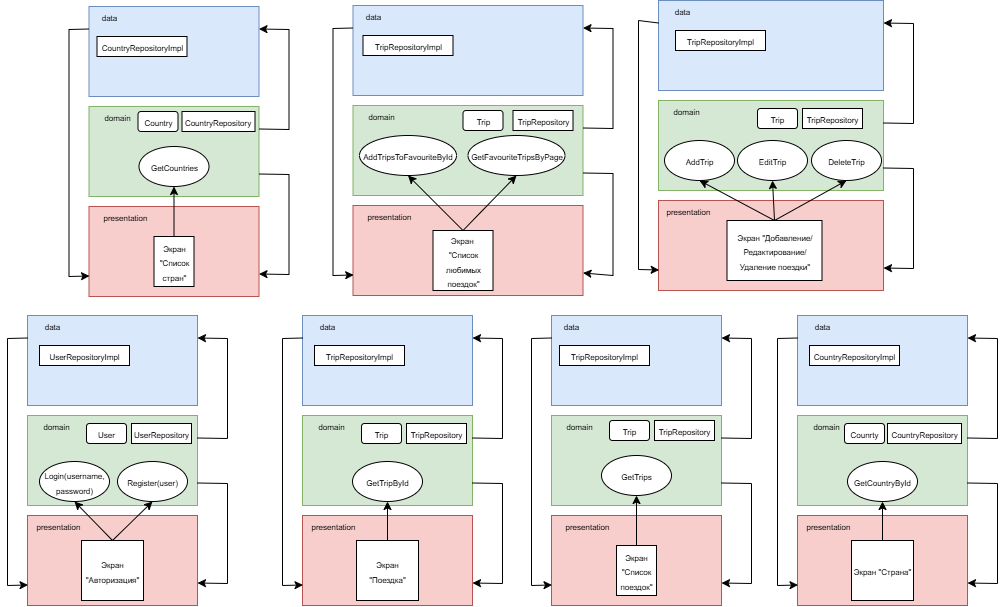 data
CountryRepositoryImpl
domain
Country
CountryRepository
GetCountries
presentation
Экран
"Список
стран"
data
TripRepositoryImpl
domain
Trip
TripRepository
AddTripsToFavouriteById
GetFavouriteTripsByPage
presentation
Экран
"Список
любимых
поездок"
data
TripRepositoryImpl
domain
Trip
TripRepository
AddTrip
EditTrip
DeleteTrip
presentation
Экран "Добавление/
Редактирование/
Удаление поездки"
data
UserRepositoryImpl
domain
User
UserRepository
Login(username,
password)
Register(user)
presentation
Экран
"Авторизация"
data
TripRepositoryImpl
domain
Trip
TripRepository
GetTripById
presentation
Экран
"Поездка"
data
TripRepositoryImpl
domain
Trip
TripRepository
GetTrips
presentation
Экран
"Список
поездок"
data
CountryRepositoryImpl
domain
Counrty
CountryRepository
GetCountryById
presentation
Экран "Страна"